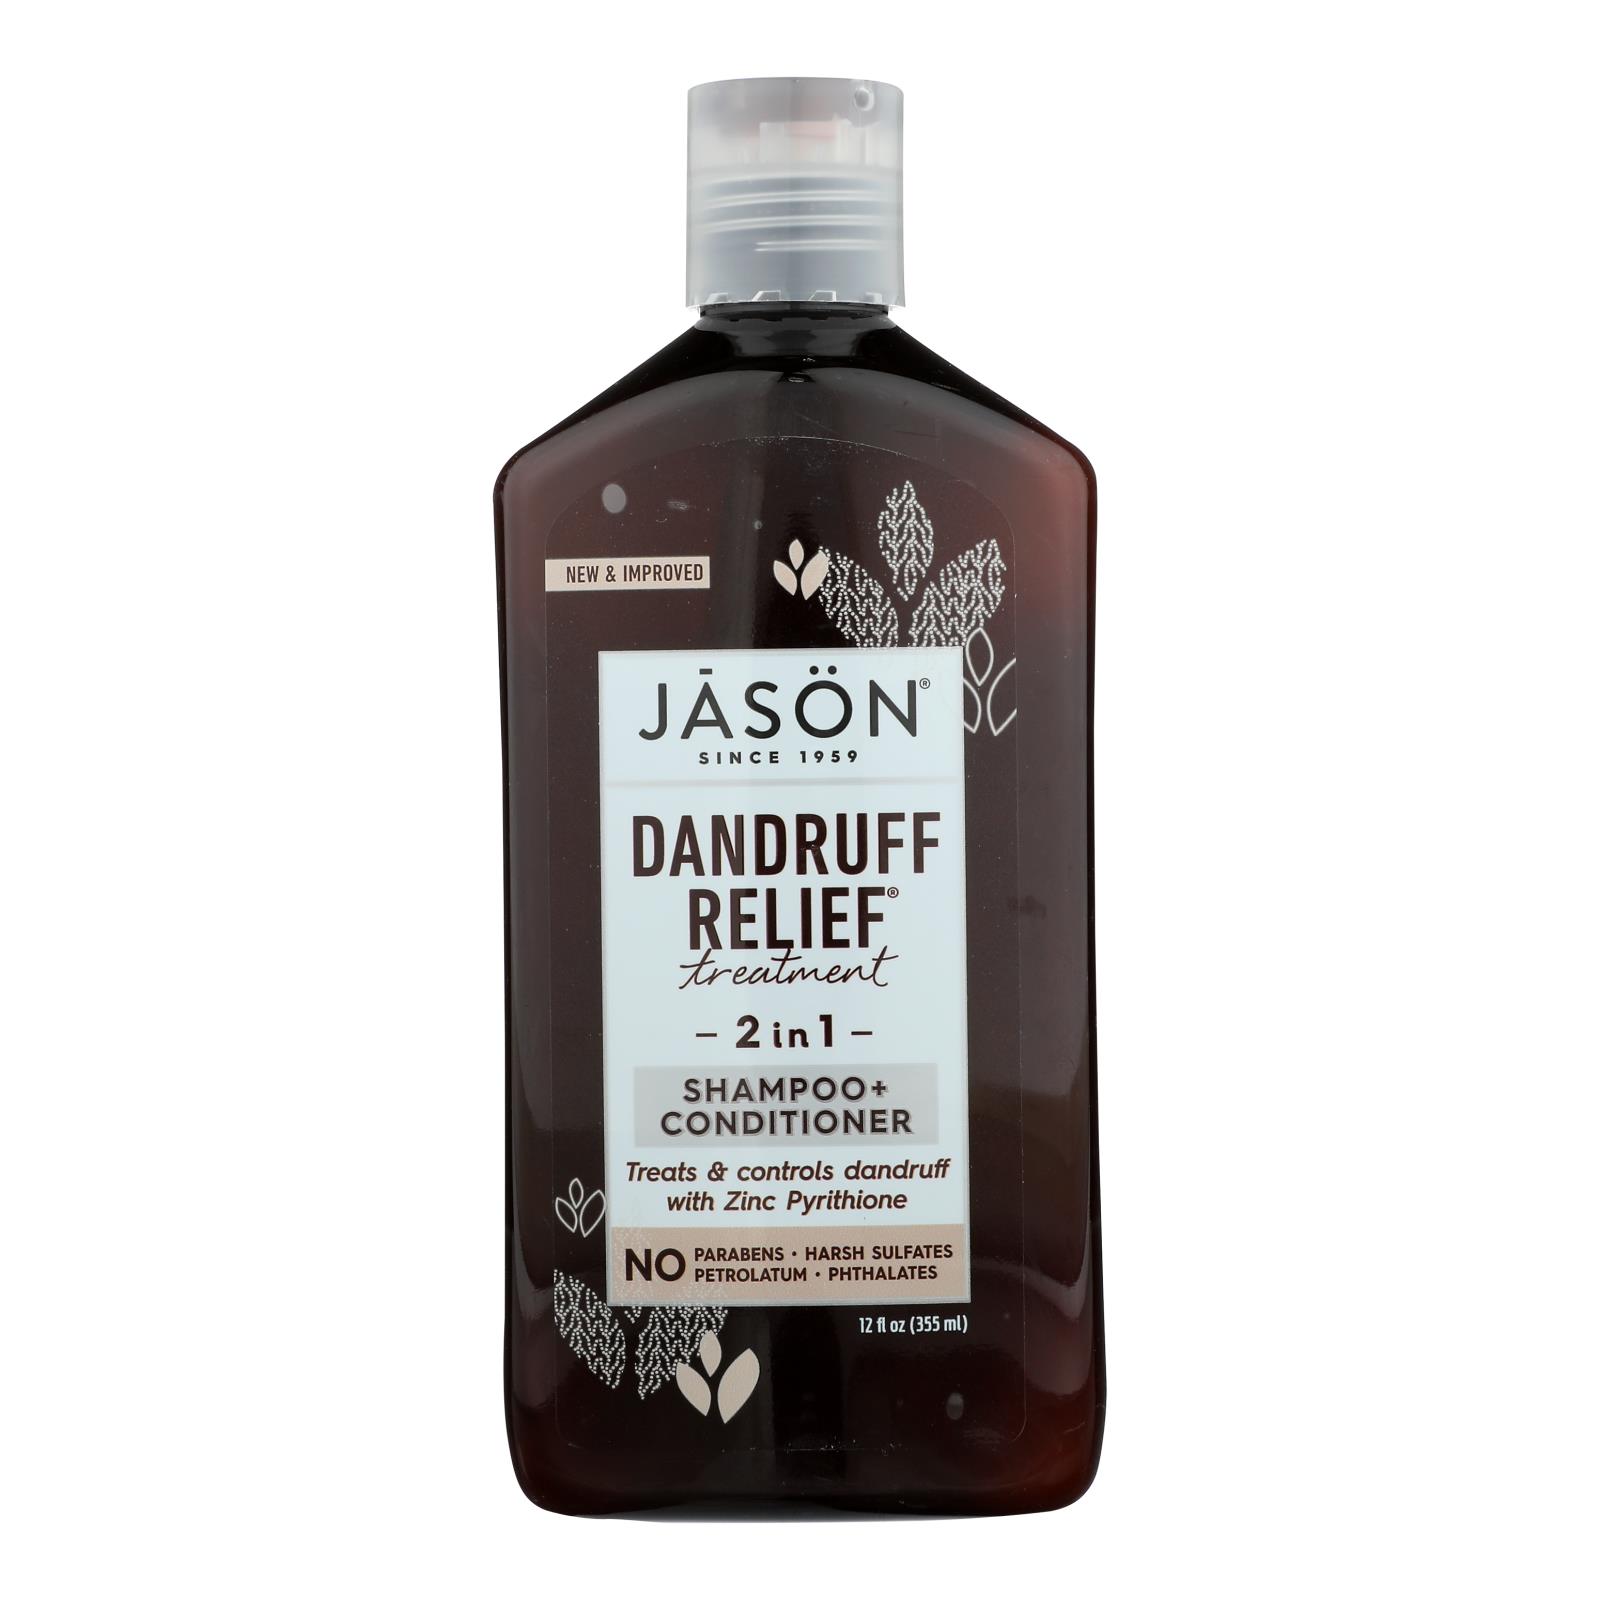 NEW & IMPROVED
JĀSÖN®
SINCE 1959
DANDRUFF
RELIEF®
treatment
– 2 in 1 –
SHAMPOO+
CONDITIONER
Treats & controls dandruff
with Zinc Pyrithione
NO PARABENS · HARSH SULFATES
PETROLATUM · PHTHALATES
12 fl oz (355 ml)